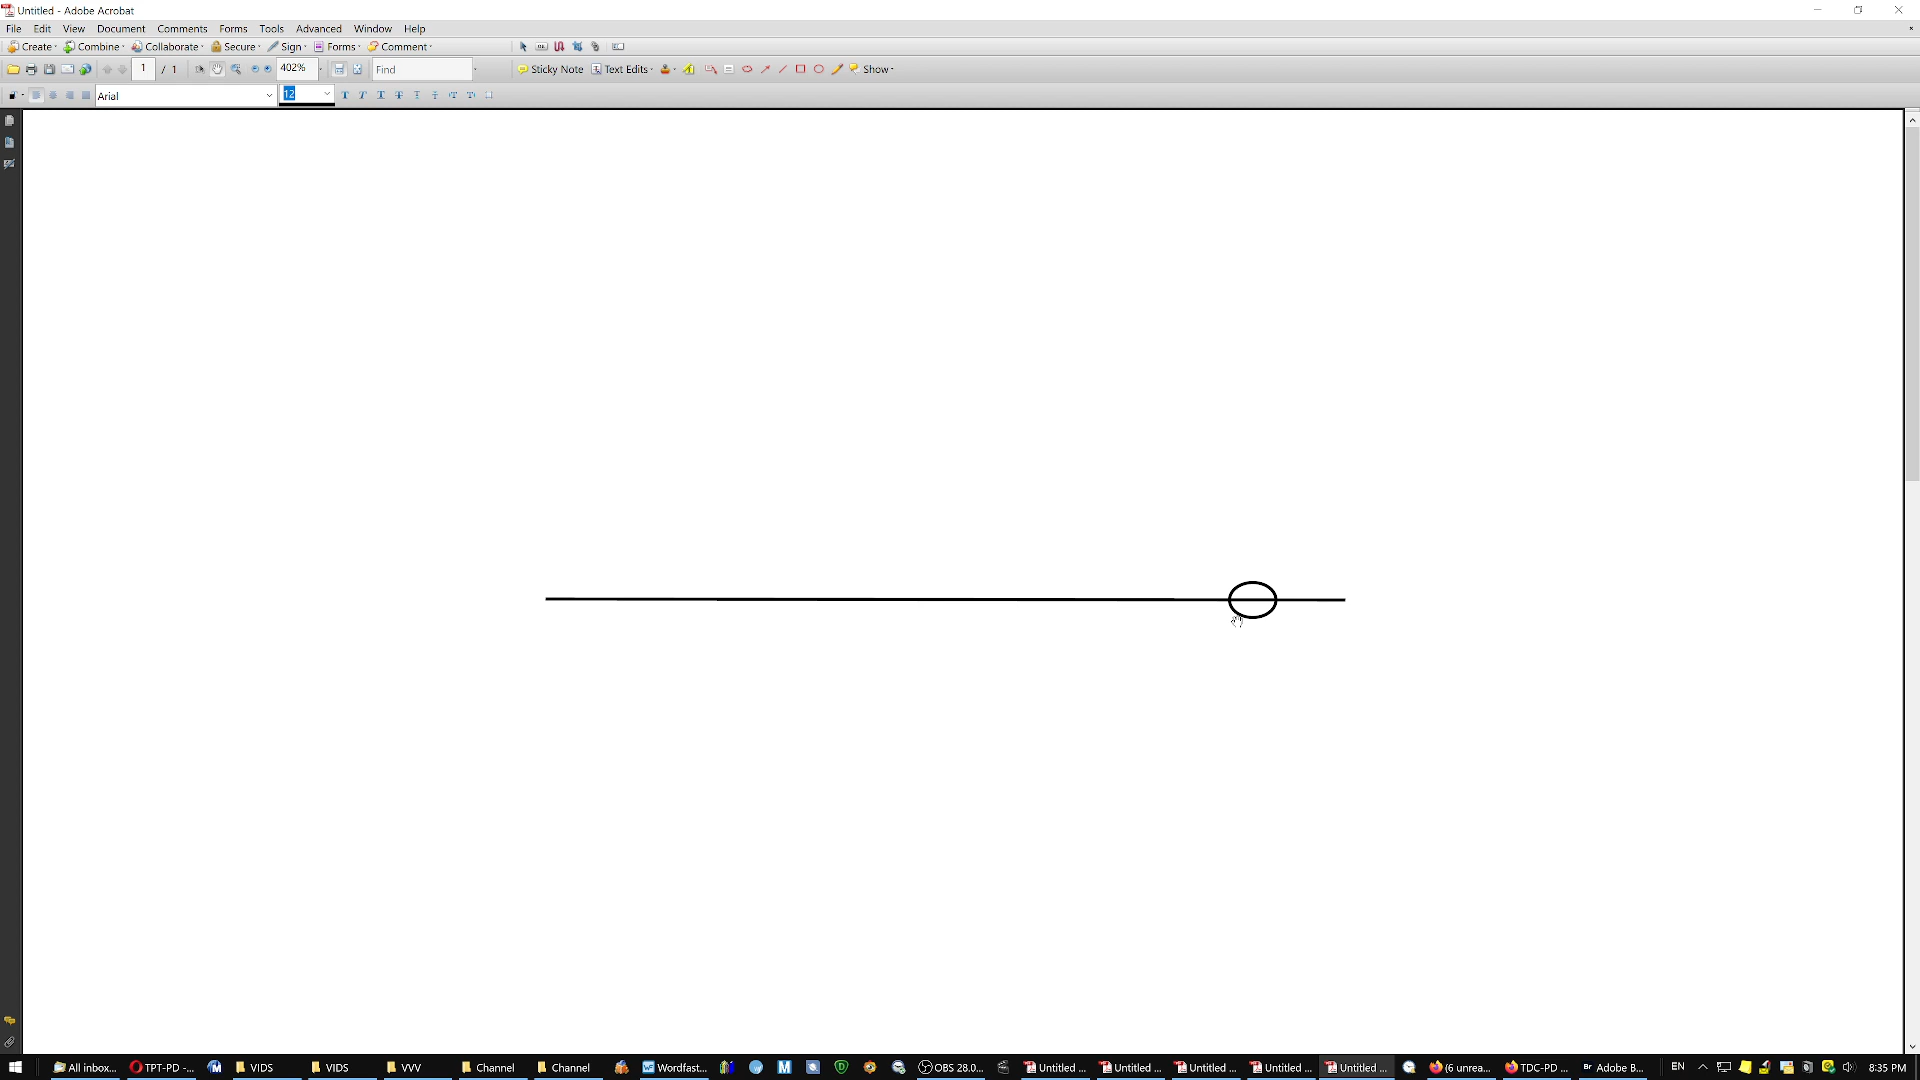 Untitled - Adobe Acrobat
File Edit View Document Comments Forms Tools Advanced Window Help
Create Combine Collaborate Secure Sign Forms Comment
1 / 1 402% Find Sticky Note Text Edits Show
Arial 12
All inbox... TPT-PD -... VIDS VIDS VVV Channel Channel Wordfast... OBS 28.0... Untitled ... Untitled ... Untitled ... Untitled ... Untitled ... (6 unrea... TDC-PD ... Br Adobe B... EN 8:35 PM